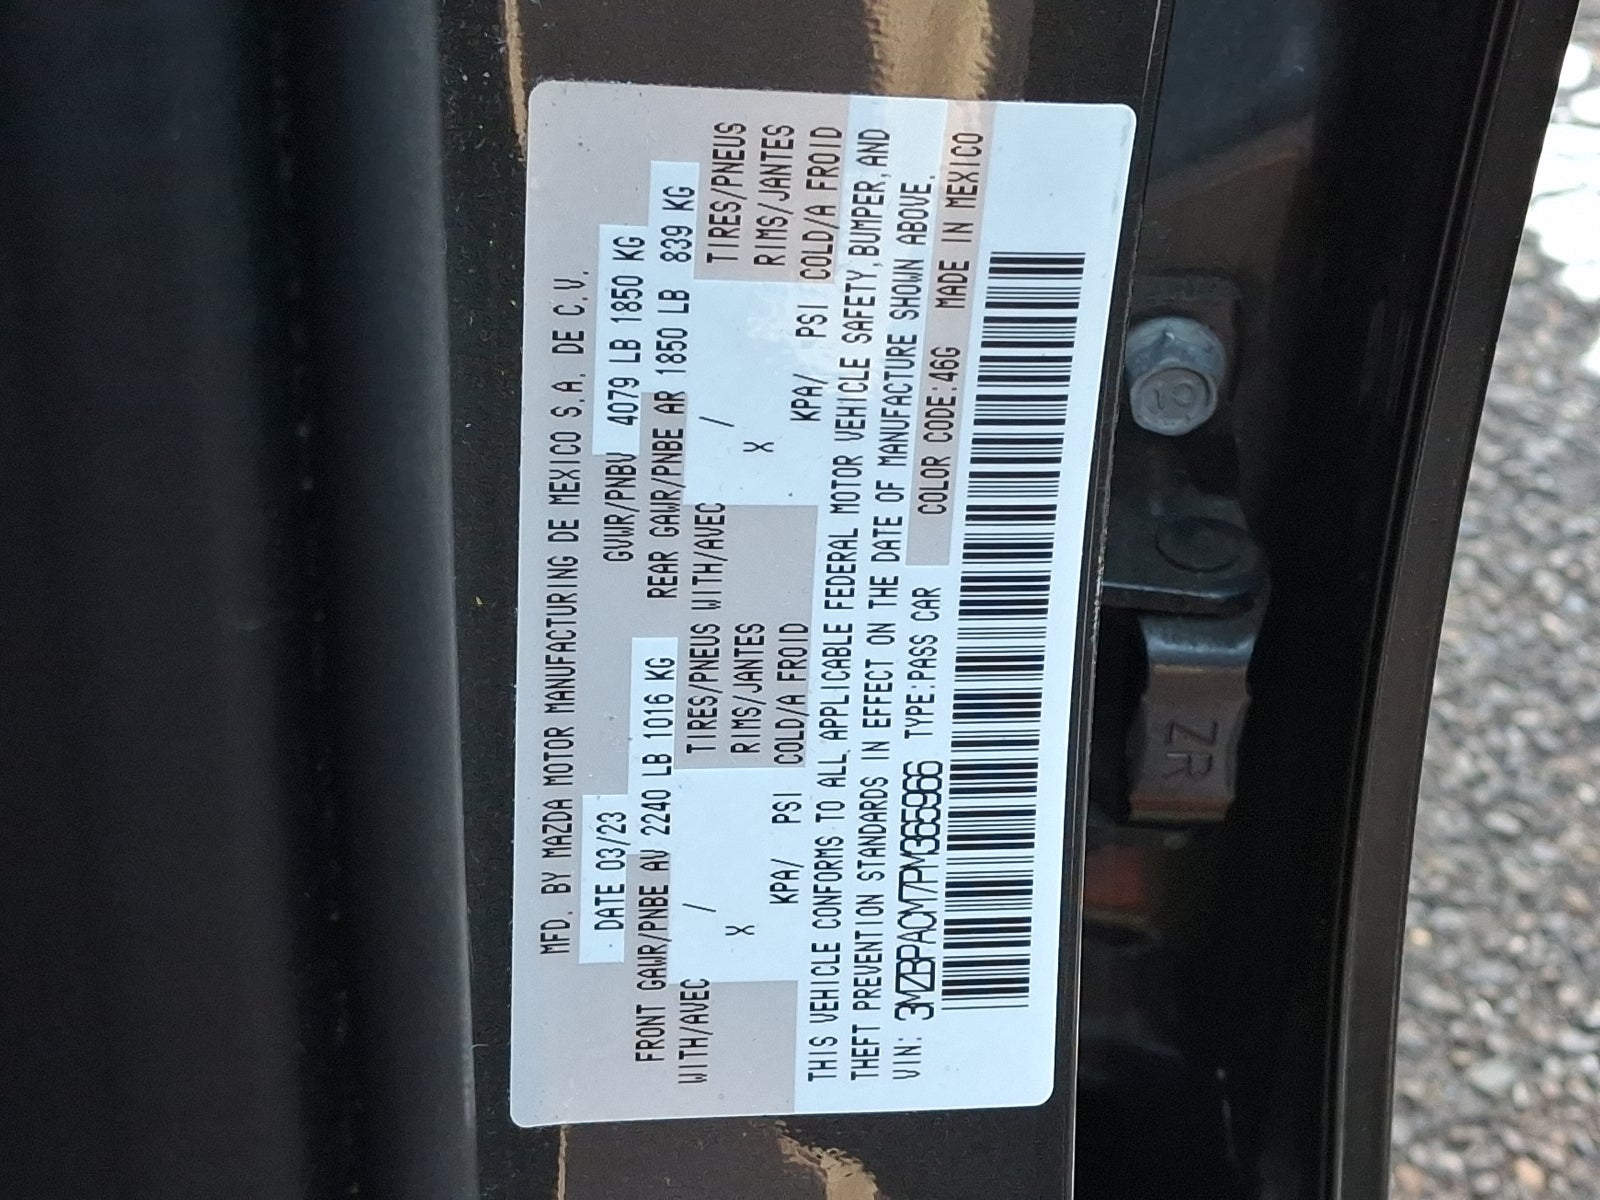 MFD. BY MAZDA MOTOR MANUFACTURING DE MEXICO S.A. DE C.V.
DATE 03/23 GVWR/PNBV 4079 LB 1850 KG
FRONT GAWR/PNBE AV 2240 LB 1016 KG REAR GAWR/PNBE AR 1850 LB 839 KG
WITH/AVEC / TIRES/PNEUS WITH/AVEC / TIRES/PNEUS
X RIMS/JANTES X RIMS/JANTES
KPA/ PSI COLD/A FROID KPA/ PSI COLD/A FROID
THIS VEHICLE CONFORMS TO ALL APPLICABLE FEDERAL MOTOR VEHICLE SAFETY, BUMPER, AND
THEFT PREVENTION STANDARDS IN EFFECT ON THE DATE OF MANUFACTURE SHOWN ABOVE.
VIN: 3MZBPACM7PM365966 TYPE:PASS CAR COLOR CODE:46G MADE IN MEXICO
ZR
9